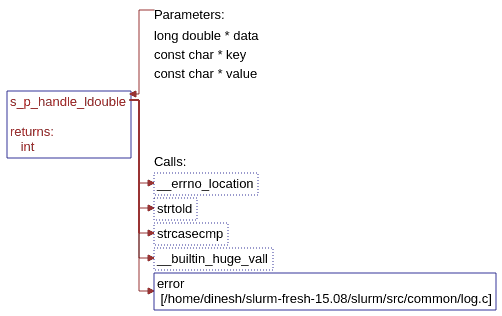 Parameters:
long double * data
const char * key
const char * value
s_p_handle_ldouble
returns:
int
Calls:
__errno_location
strtold
strcasecmp
__builtin_huge_vall
error
[/home/dinesh/slurm-fresh-15.08/slurm/src/common/log.c]